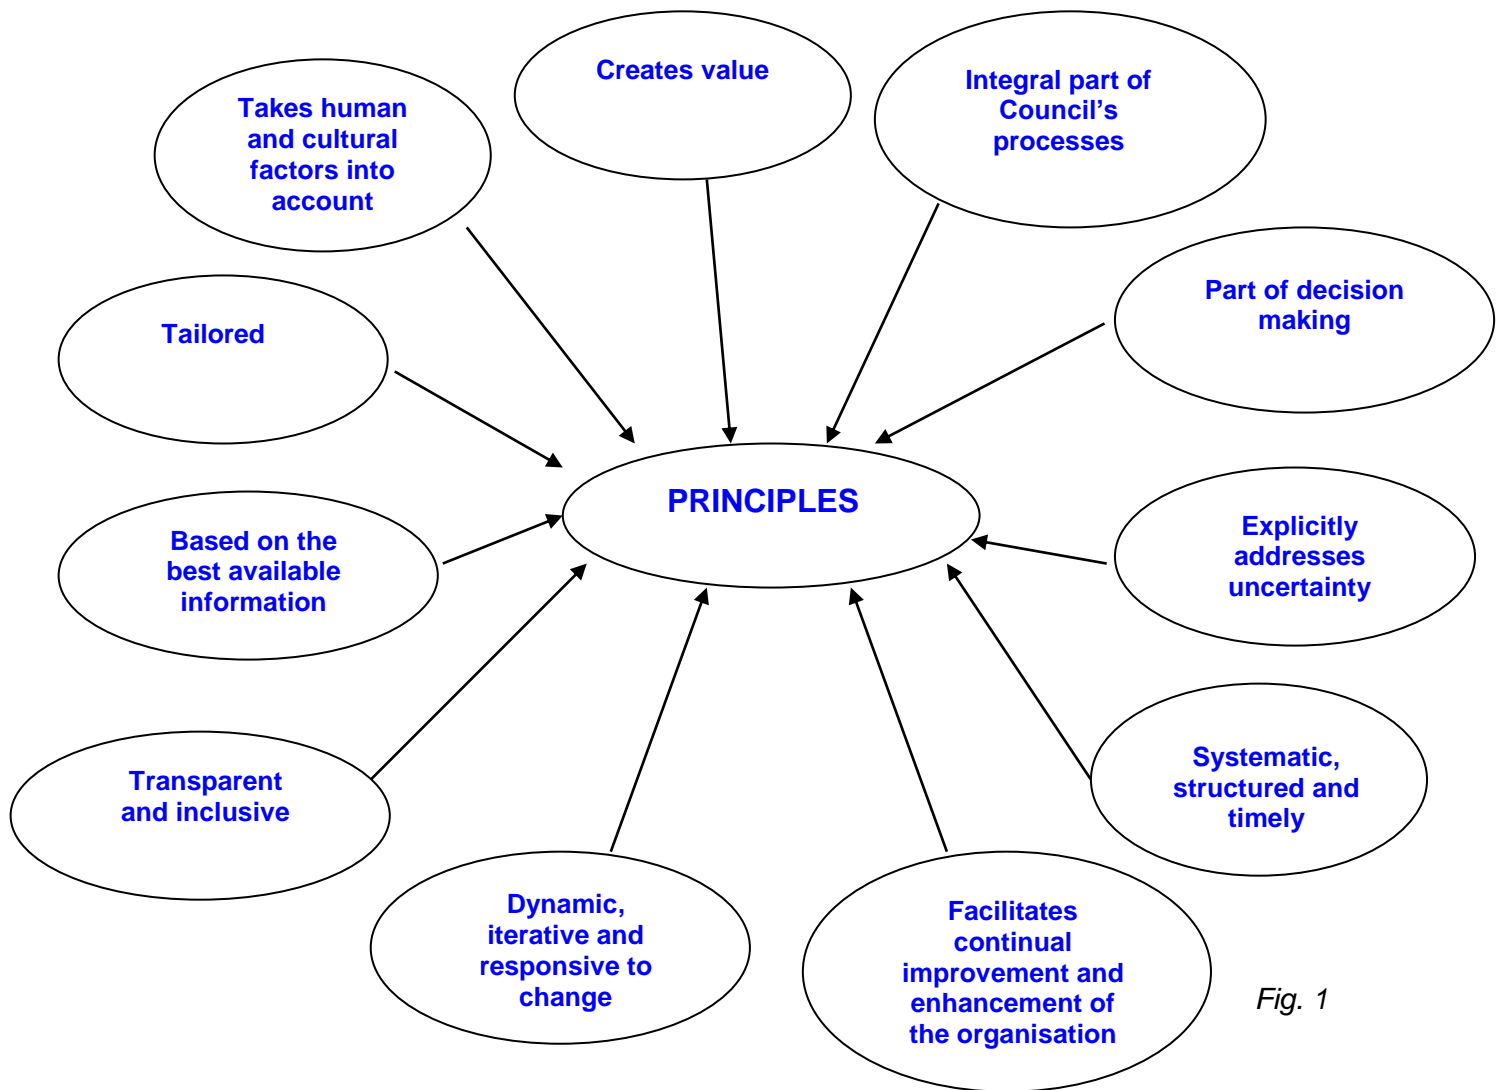 Creates value
Integral part of
Council's
processes
Takes human
and cultural
factors into
account
Part of decision
making
Tailored
PRINCIPLES
Explicitly
addresses
uncertainty
Based on the
best available
information
Systematic,
structured and
timely
Transparent
and inclusive
Dynamic,
iterative and
responsive to
change
Facilitates
continual
improvement and
enhancement of
the organisation
Fig. 1